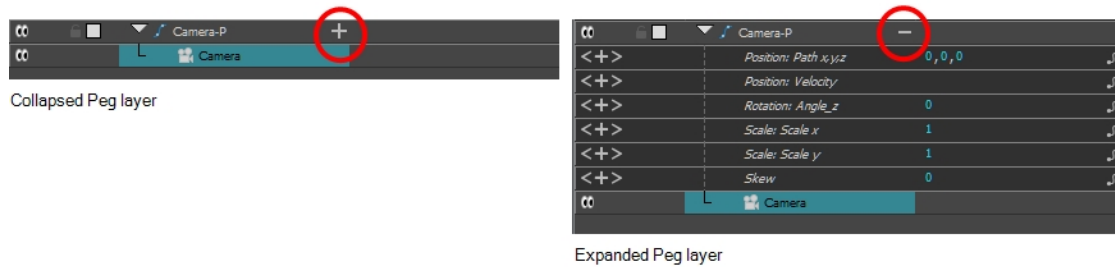 Camera-P
Camera
Collapsed Peg layer
Camera-P
Position: Path x,y,z 0,0,0
Position: Velocity
Rotation: Angle_z 0
Scale: Scale x 1
Scale: Scale y 1
Skew 0
Camera
Expanded Peg layer